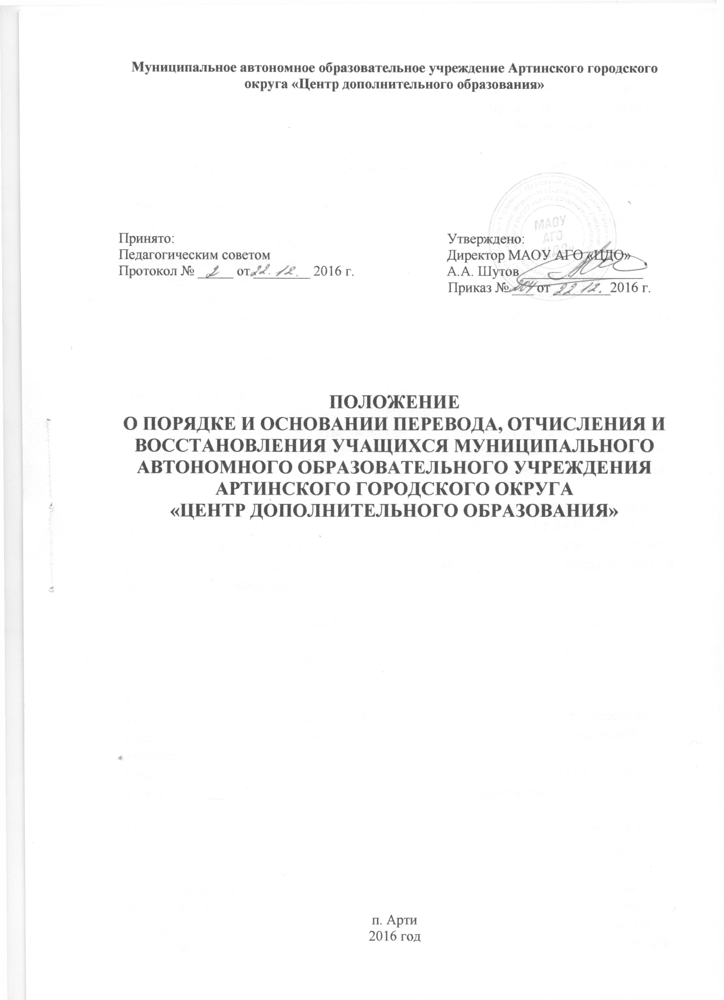 Муниципальное автономное образовательное учреждение Артинского городского
округа «Центр дополнительного образования»
Принято:
Педагогическим советом
Протокол № 2 от 22.12. 2016 г.
Утверждено:
Директор МАОУ АГО «ЦДО»
А.А. Шутов
Приказ № 204 от 22 12. 2016 г.
МАОУ
АГО
«ЦДО»
ПОЛОЖЕНИЕ
О ПОРЯДКЕ И ОСНОВАНИИ ПЕРЕВОДА, ОТЧИСЛЕНИЯ И
ВОССТАНОВЛЕНИЯ УЧАЩИХСЯ МУНИЦИПАЛЬНОГО
АВТОНОМНОГО ОБРАЗОВАТЕЛЬНОГО УЧРЕЖДЕНИЯ
АРТИНСКОГО ГОРОДСКОГО ОКРУГА
«ЦЕНТР ДОПОЛНИТЕЛЬНОГО ОБРАЗОВАНИЯ»
п. Арти
2016 год